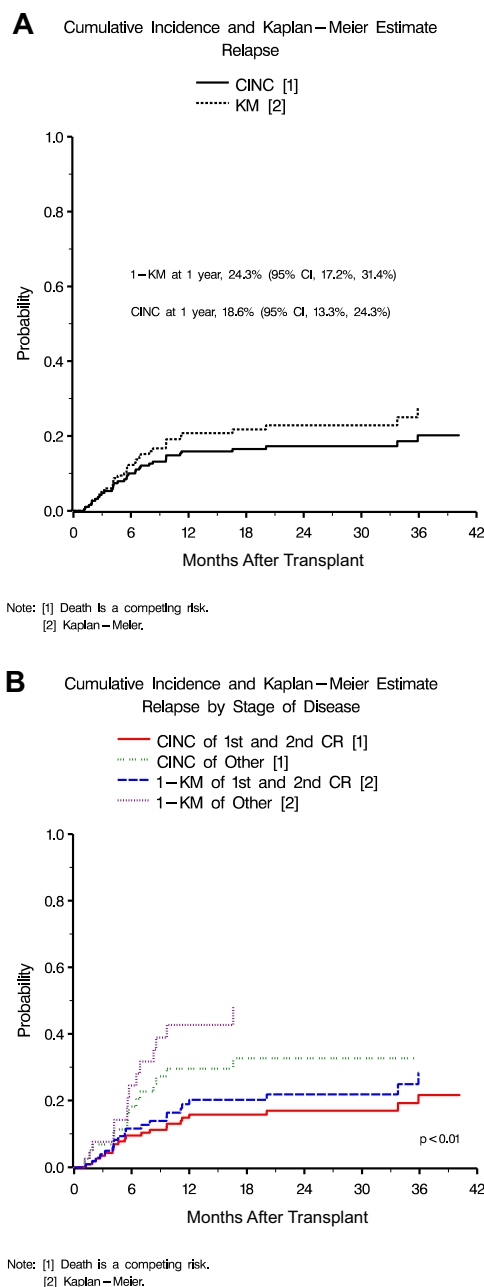 A
Cumulative Incidence and Kaplan–Meier Estimate
Relapse
CINC [1]
KM [2]
1.0
0.8
0.6
0.4
0.2
0.0
Probability
1–KM at 1 year, 24.3% (95% CI, 17.2%, 31.4%)
CINC at 1 year, 18.6% (95% CI, 13.3%, 24.3%)
0 6 12 18 24 30 36 42
Months After Transplant
Note: [1] Death is a competing risk.
[2] Kaplan–Meier.
B
Cumulative Incidence and Kaplan–Meier Estimate
Relapse by Stage of Disease
CINC of 1st and 2nd CR [1]
CINC of Other [1]
1–KM of 1st and 2nd CR [2]
1–KM of Other [2]
1.0
0.8
0.6
0.4
0.2
0.0
Probability
p<0.01
0 6 12 18 24 30 36 42
Months After Transplant
Note: [1] Death is a competing risk.
[2] Kaplan–Meier.